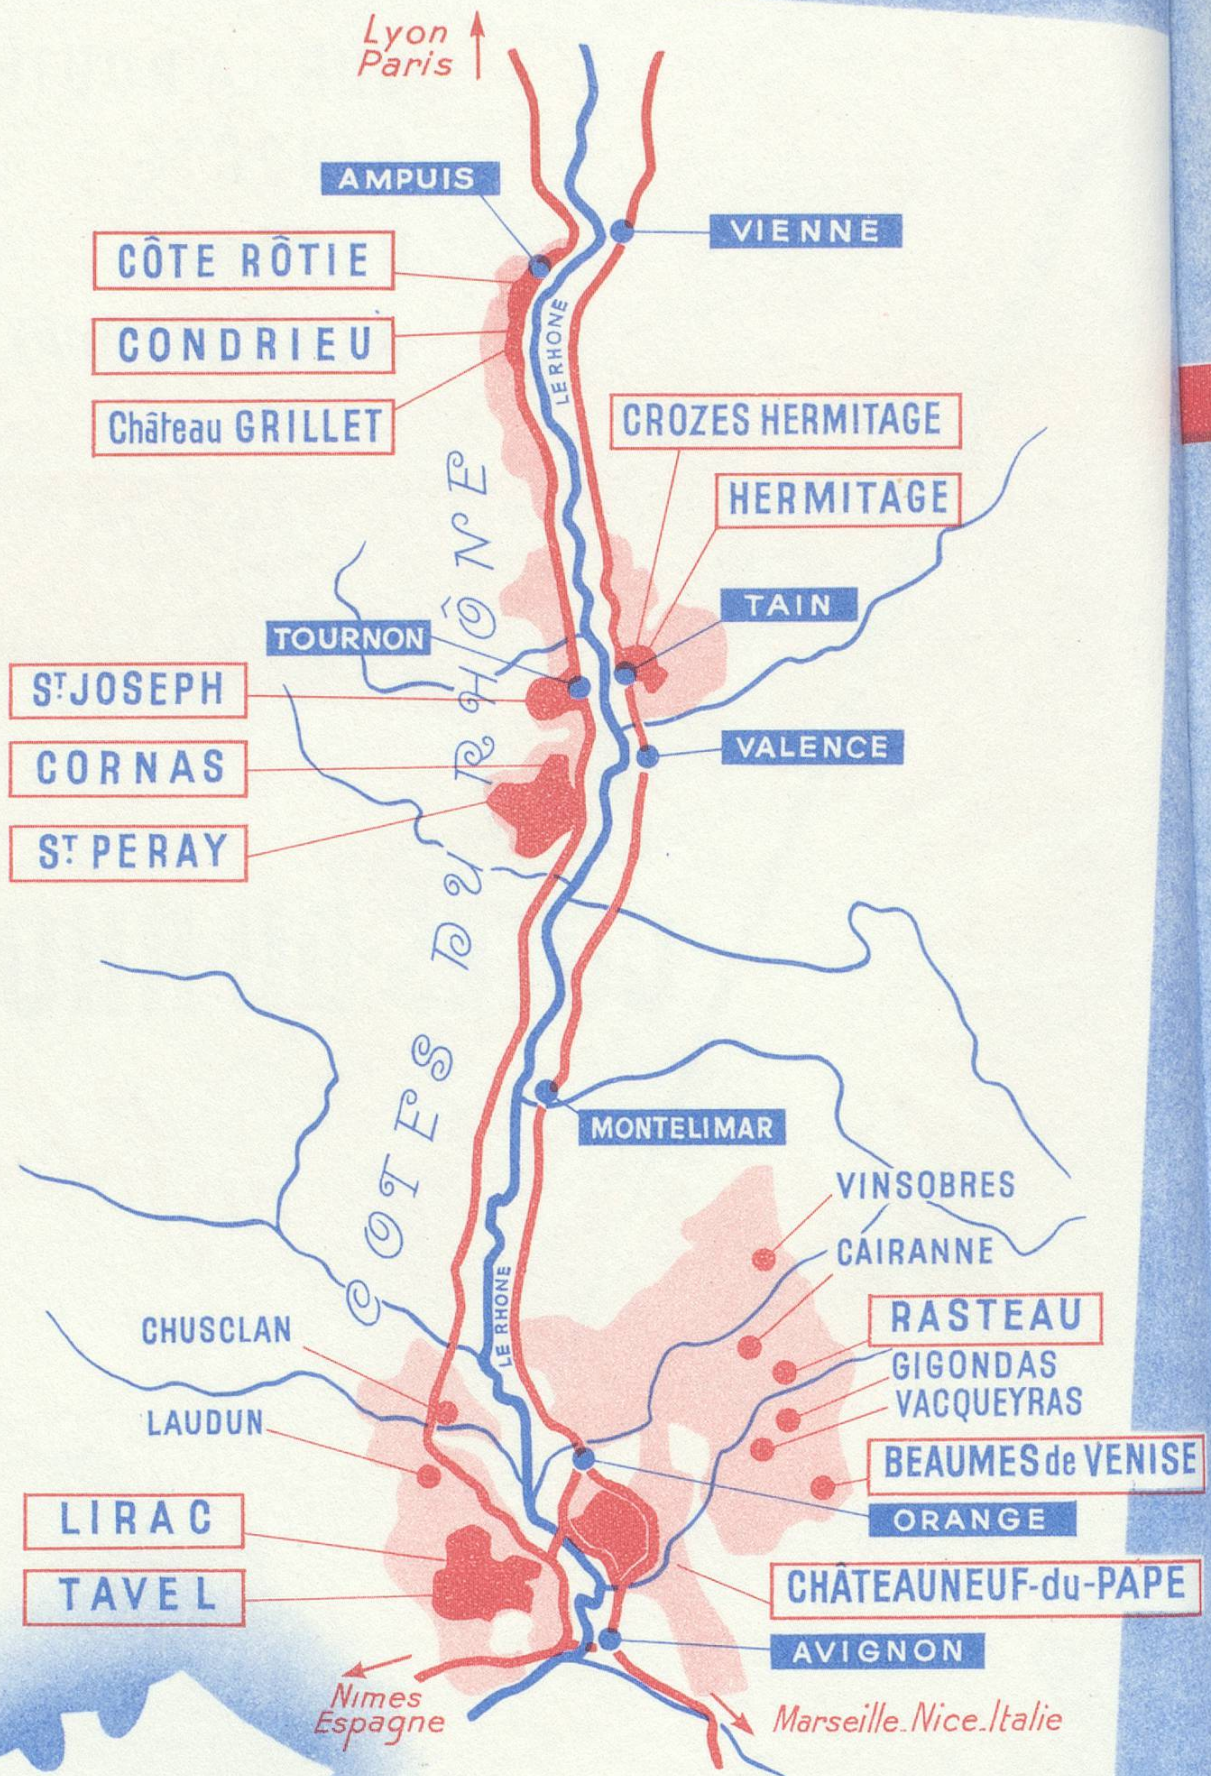 Lyon
Paris
AMPUIS
VIENNE
CÔTE RÔTIE
CONDRIEU
Château GRILLET
LE RHONE
CROZES HERMITAGE
HERMITAGE
TAIN
TOURNON
ST JOSEPH
CORNAS
ST PERAY
VALENCE
COTES DU RHÔNE
MONTELIMAR
VINSOBRES
CAIRANNE
RASTEAU
GIGONDAS
VACQUEYRAS
BEAUMES de VENISE
ORANGE
LE RHONE
CHUSCLAN
LAUDUN
LIRAC
TAVEL
CHÂTEAUNEUF-du-PAPE
AVIGNON
Nimes
Espagne
Marseille_Nice_Italie